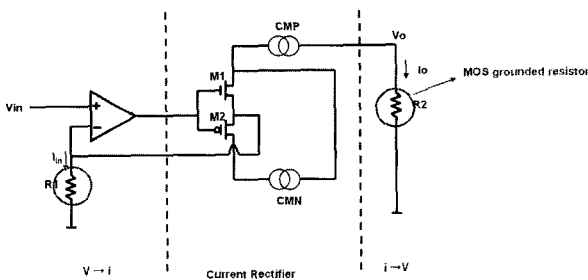 CMP
Vo
Io
MOS grounded resistor
M1
R2
Vin
+
−
M2
Iin
R1
CMN
V → i
Current Rectifier
i → V